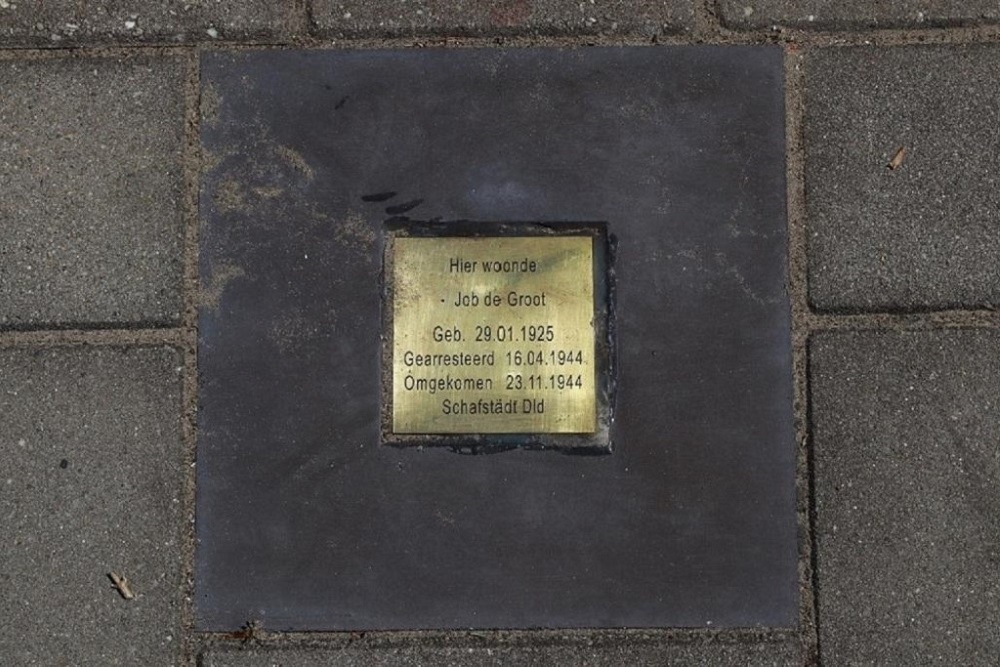 Hier woonde
- Job de Groot
Geb. 29.01.1925
Gearresteerd 16.04.1944
Omgekomen 23.11.1944
Schafstädt Dld